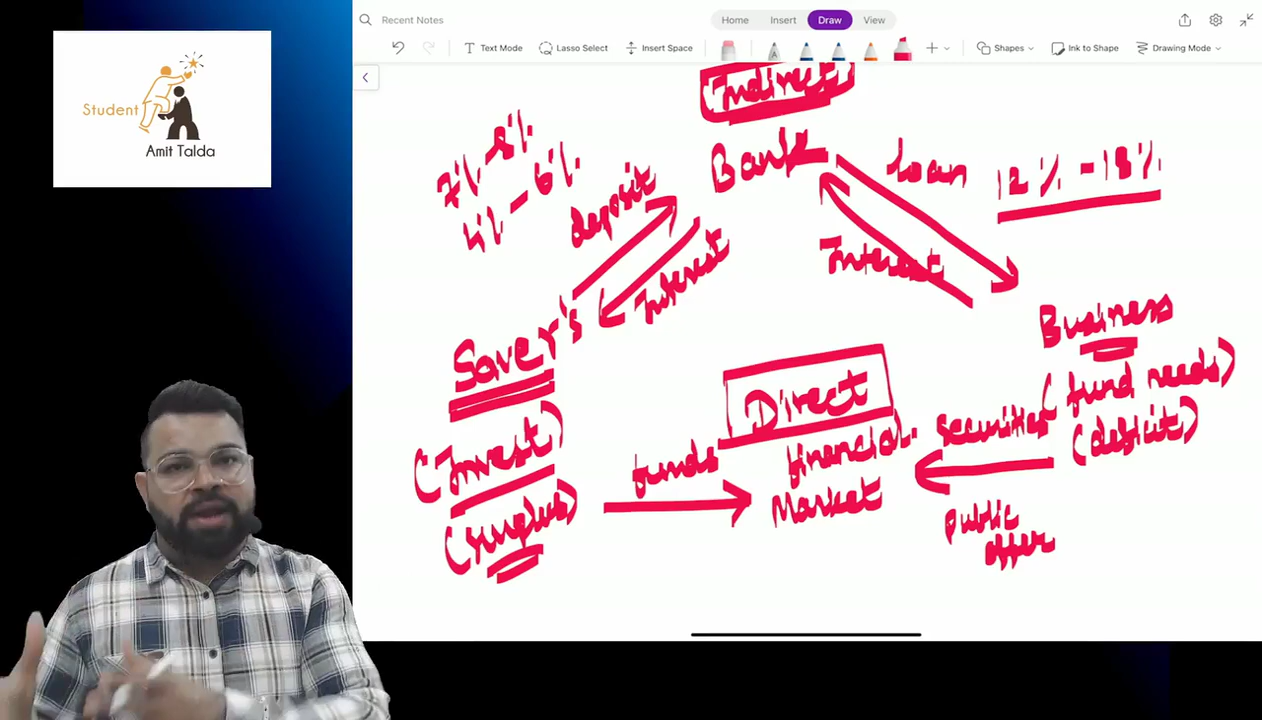 Student
Amit Talda
Recent Notes
Home Insert Draw View
Text Mode Lasso Select Insert Space Shapes Ink to Shape Drawing Mode
(Indirect)
Bank
7% - 8%
4% - 6%
deposit
Interest
loan
12% - 18%
Interest
Saver's
(Invest)
(surplus)
funds
Direct
financial
Market
securities
public
offer
Business
(fund needs)
(deficit)